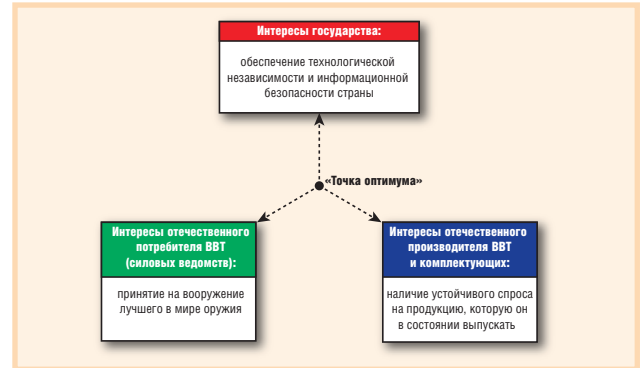 Интересы государства:
обеспечение технологической
независимости и информационной
безопасности страны
«Точка оптимума»
Интересы отечественного
потребителя ВВТ
(силовых ведомств):
принятие на вооружение
лучшего в мире оружия
Интересы отечественного
производителя ВВТ
и комплектующих:
наличие устойчивого спроса
на продукцию, которую он
в состоянии выпускать